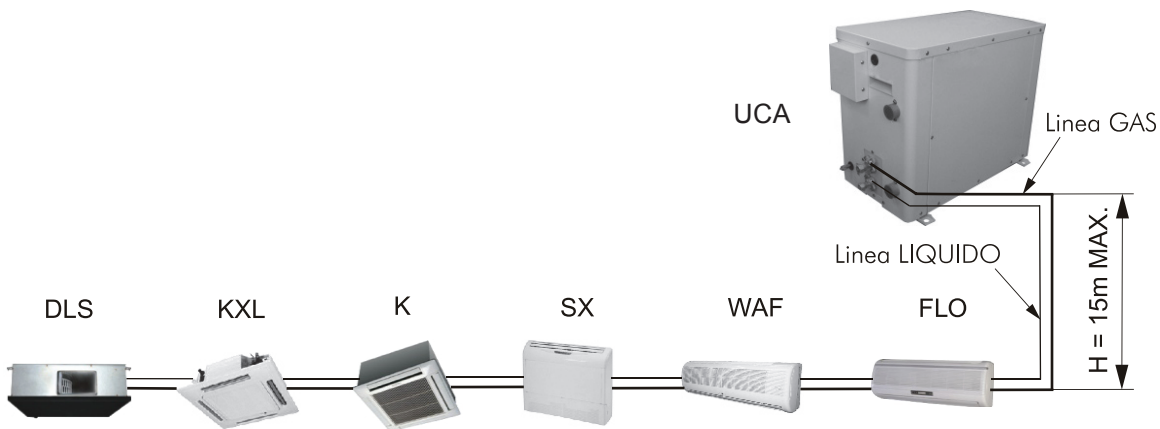 UCA
Linea GAS
Linea LIQUIDO
H = 15m MAX.
DLS
KXL
K
SX
WAF
FLO